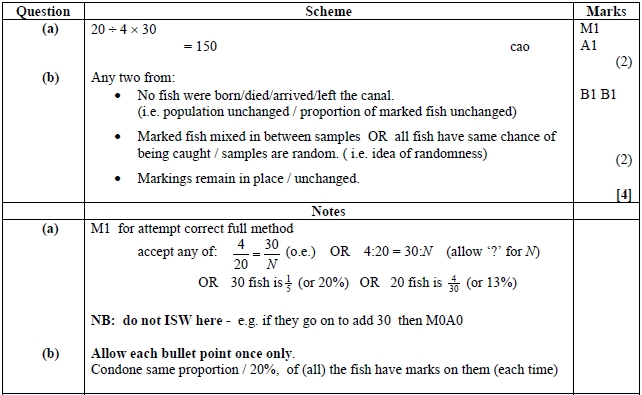 Question Scheme Marks
(a) 20 ÷ 4 × 30 M1
= 150 cao A1
(2)
(b) Any two from:
• No fish were born/died/arrived/left the canal. B1 B1
(i.e. population unchanged / proportion of marked fish unchanged)
• Marked fish mixed in between samples OR all fish have same chance of
being caught / samples are random. ( i.e. idea of randomness) (2)
• Markings remain in place / unchanged.
[4]
Notes
(a) M1 for attempt correct full method
accept any of: 4/20 = 30/N (o.e.) OR 4:20 = 30:N (allow ‘?’ for N)
OR 30 fish is 1/5 (or 20%) OR 20 fish is 4/30 (or 13%)
NB: do not ISW here - e.g. if they go on to add 30 then M0A0
(b) Allow each bullet point once only.
Condone same proportion / 20%, of (all) the fish have marks on them (each time)